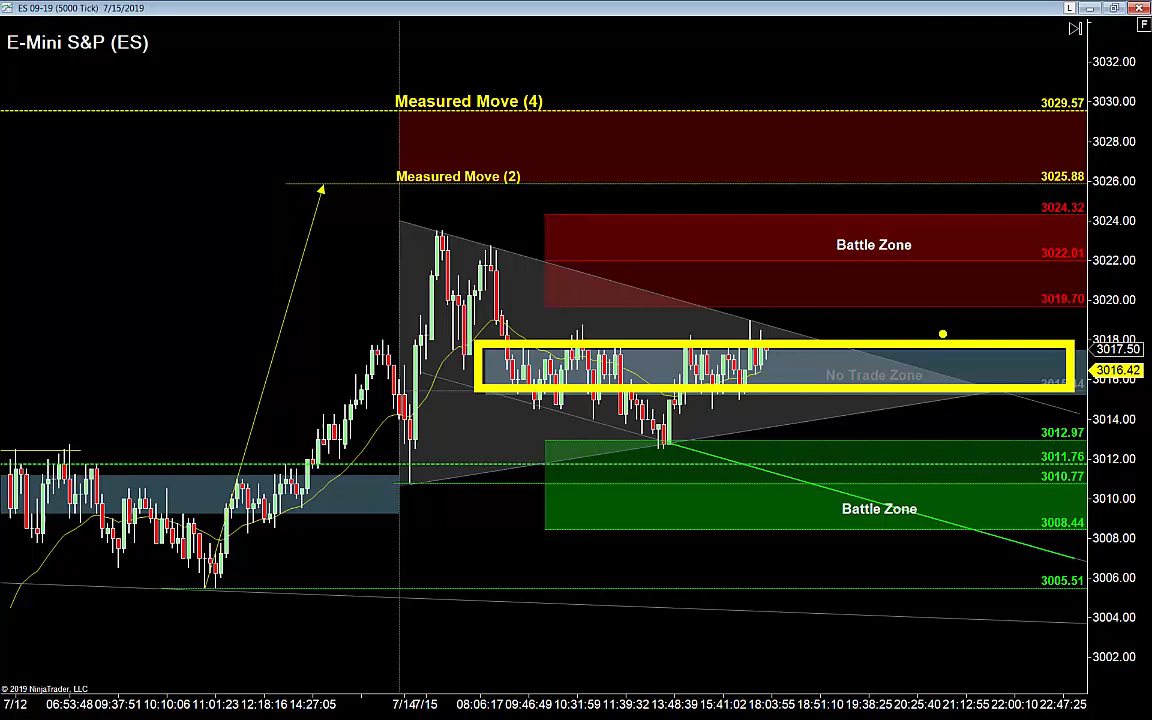 ES 09-19 (5000 Tick) 7/15/2019
L
F
E-Mini S&P (ES)
3032.00
Measured Move (4)
3029.57
3030.00
3028.00
Measured Move (2)
3025.88
3026.00
3024.32
3024.00
Battle Zone
3022.01
3022.00
3019.70
3020.00
3018.00
3017.50
No Trade Zone
3016.42
3016.00
3014.00
3012.97
3011.76
3012.00
3010.77
3010.00
Battle Zone
3008.44
3008.00
3005.51
3006.00
3004.00
3002.00
© 2019 NinjaTrader, LLC
7/12 06:53:48 09:37:51 10:10:06 11:01:23 12:18:16 14:27:05 7/147/15 08:06:17 09:46:49 10:31:59 11:39:32 13:48:39 15:41:02 18:03:55 18:51:10 19:38:25 20:25:40 21:12:55 22:00:10 22:47:25